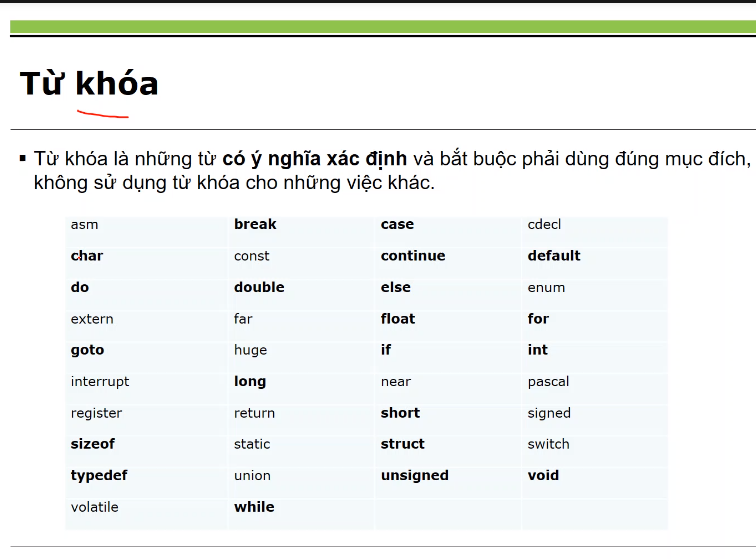 Từ khóa
Từ khóa là những từ có ý nghĩa xác định và bắt buộc phải dùng đúng mục đích,
không sử dụng từ khóa cho những việc khác.
asm break case cdecl
char const continue default
do double else enum
extern far float for
goto huge if int
interrupt long near pascal
register return short signed
sizeof static struct switch
typedef union unsigned void
volatile while